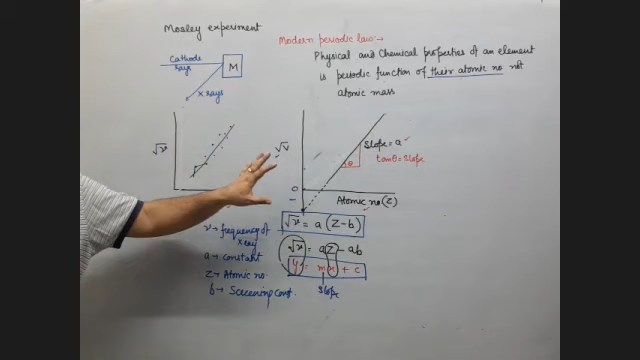 Mosley experiment
Cathode
rays
M
X rays
Modern periodic law:→
Physical and Chemical properties of an element
is periodic function of their atomic no not
atomic mass
√ν
√ν
Slope = a ✓
θ
tanθ = slope
0
Atomic no (Z)
√ν = a (Z-b)
√ν = aZ - ab
y = mx + c
slope
ν → frequency of
X ray
a → constant
Z → Atomic no.
b → Screening const.